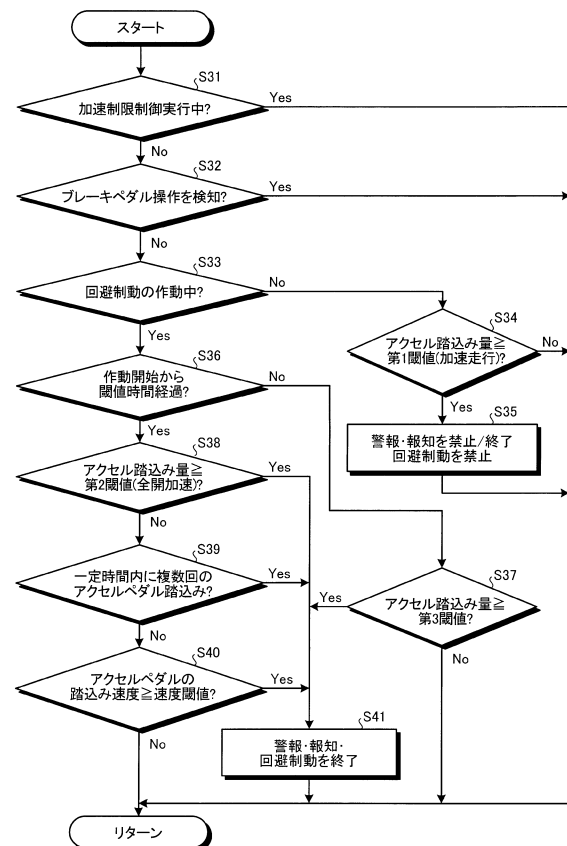 スタート
S31
加速制限制御実行中?
Yes
No
S32
ブレーキペダル操作を検知?
Yes
No
S33
回避制動の作動中?
No
Yes
S34
アクセル踏込み量≧
第1閾値(加速走行)?
No
Yes
S35
警報・報知を禁止/終了
回避制動を禁止
S36
作動開始から
閾値時間経過?
No
Yes
S38
アクセル踏込み量≧
第2閾値(全開加速)?
Yes
No
S39
一定時間内に複数回の
アクセルペダル踏込み?
Yes
No
S37
アクセル踏込み量≧
第3閾値?
Yes
No
S40
アクセルペダルの
踏込み速度≧速度閾値?
Yes
No
S41
警報・報知・
回避制動を終了
リターン